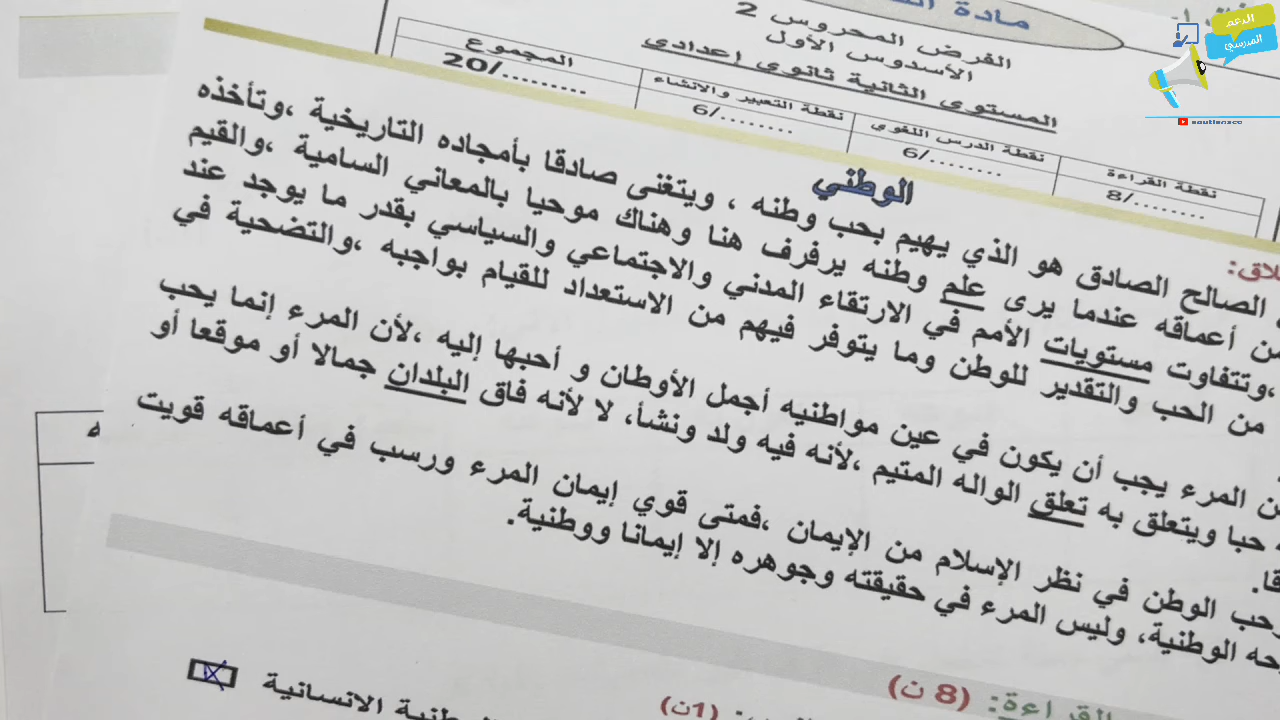 الدعم
المدرسي
soutiensco
مادة
الفرض المحروس 2
الأسدوس الأول
المستوى الثانية ثانوي اعدادي
نقطة القراءة
نقطة الدرس اللغوي
نقطة التعبير والانشاء
المجموع
8/........
6/........
6/........
20/.........
الوطني
الصالح الصادق هو الذي يهيم بحب وطنه ، ويتغنى صادقا بأمجاده التاريخية ،وتأخذه
أعماقه عندما يرى علم وطنه يرفرف هنا وهناك موحيا بالمعاني السامية ،والقيم
،وتتفاوت مستويات الأمم في الارتقاء المدني والاجتماعي والسياسي بقدر ما يوجد عند
من الحب والتقدير للوطن وما يتوفر فيهم من الاستعداد للقيام بواجبه ،والتضحية في
المرء يجب أن يكون في عين مواطنيه أجمل الأوطان و أحبها إليه ،لأن المرء إنما يحب
حبا ويتعلق به تعلق الواله المتيم ،لأنه فيه ولد ونشأ، لا لأنه فاق البلدان جمالا أو موقعا أو
وحب الوطن في نظر الإسلام من الإيمان ،فمتى قوي إيمان المرء ورسب في أعماقه قويت
الوطنية، وليس المرء في حقيقته وجوهره إلا إيمانا ووطنية.
القراءة: (8 ن)
(1ن)
الانسانية